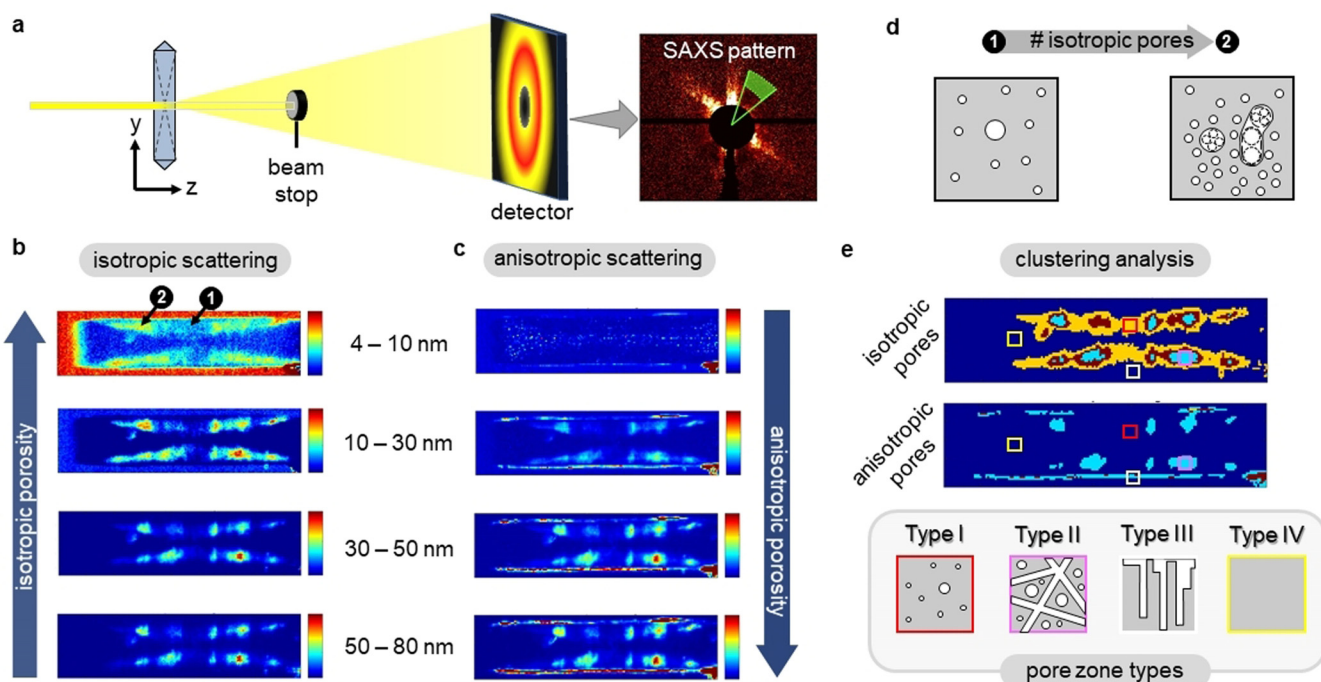 a
y
z
beam
stop
detector
SAXS pattern
d
1
# isotropic pores
2
b
isotropic scattering
2
1
isotropic porosity
4 – 10 nm
10 – 30 nm
30 – 50 nm
50 – 80 nm
c
anisotropic scattering
anisotropic porosity
e
clustering analysis
isotropic
pores
anisotropic
pores
Type I
Type II
Type III
Type IV
pore zone types